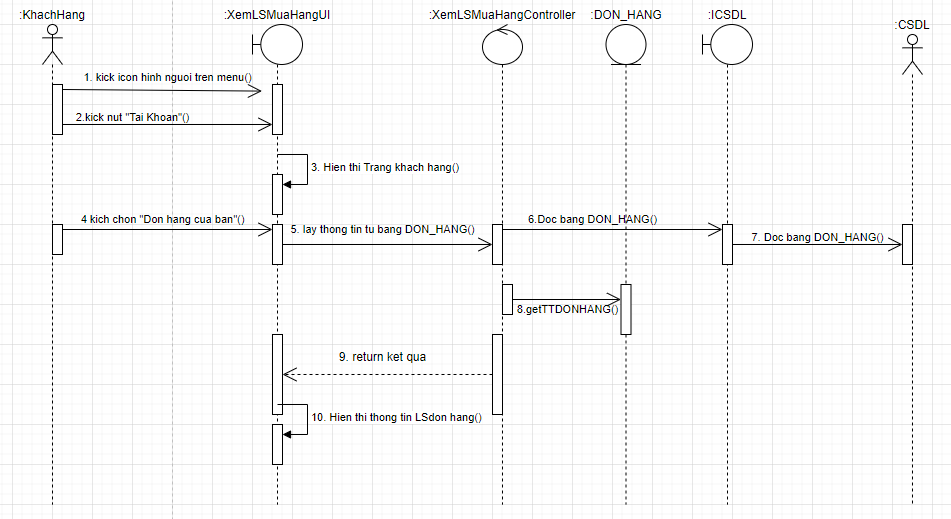 :KhachHang
:XemLSMuaHangUI
:XemLSMuaHangController
:DON_HANG
:ICSDL
:CSDL
1. kick icon hinh nguoi tren menu()
2.kick nut "Tai Khoan"()
3. Hien thi Trang khach hang()
4 kich chon "Don hang cua ban"()
5. lay thong tin tu bang DON_HANG()
6.Doc bang DON_HANG()
7. Doc bang DON_HANG()
8.getTTDONHANG()
9. return ket qua
10. Hien thi thong tin LSdon hang()